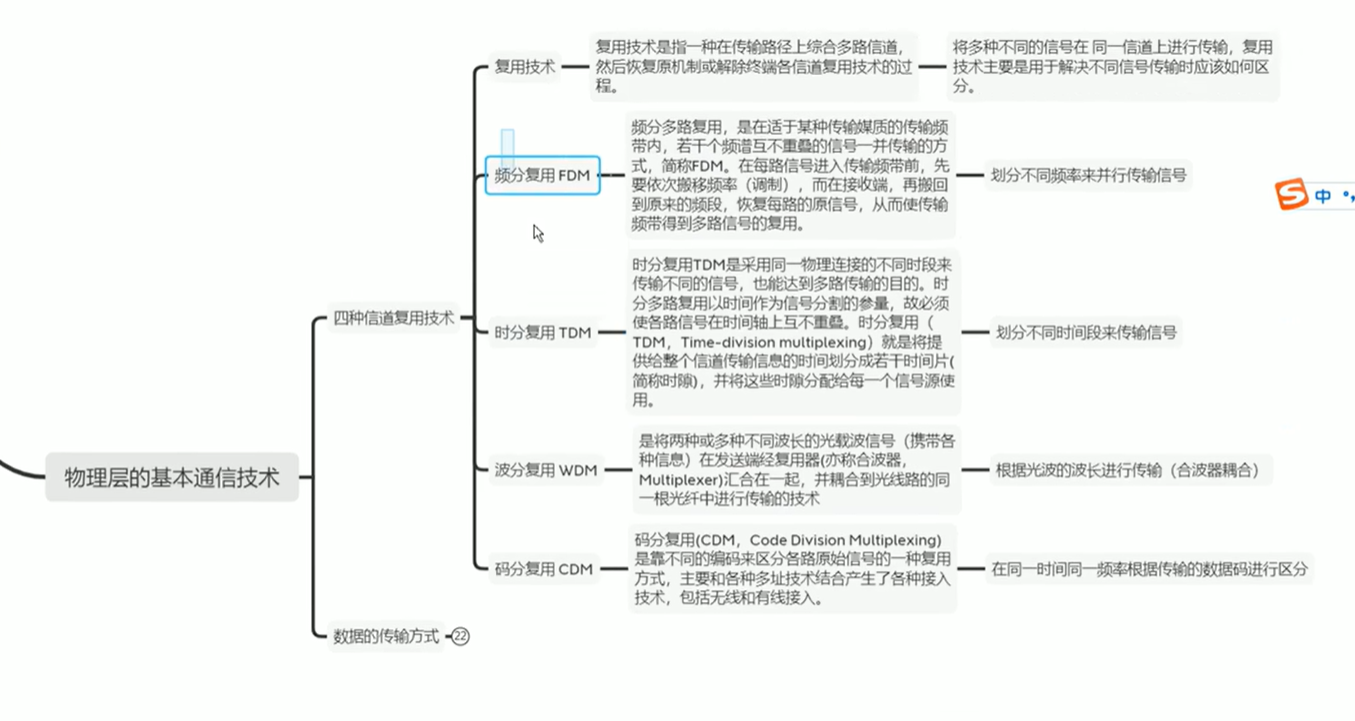 复用技术
复用技术是指一种在传输路径上综合多路信道，
然后恢复原机制或解除终端各信道复用技术的过
程。
将多种不同的信号在 同一信道上进行传输，复用
技术主要是用于解决不同信号传输时应该如何区
分。
频分复用 FDM
频分多路复用，是在适于某种传输媒质的传输频
带内，若干个频谱互不重叠的信号一并传输的方
式，简称FDM。在每路信号进入传输频带前，先
要依次搬移频率（调制），而在接收端，再搬回
到原来的频段，恢复每路的原信号，从而使传输
频带得到多路信号的复用。
划分不同频率来并行传输信号
S 中 °,
四种信道复用技术
时分复用 TDM
时分复用TDM是采用同一物理连接的不同时段来
传输不同的信号，也能达到多路传输的目的。时
分多路复用以时间作为信号分割的参量，故必须
使各路信号在时间轴上互不重叠。时分复用（
TDM，Time-division multiplexing）就是将提
供给整个信道传输信息的时间划分成若干时间片(
简称时隙)，并将这些时隙分配给每一个信号源使
用。
划分不同时间段来传输信号
物理层的基本通信技术
波分复用 WDM
是将两种或多种不同波长的光载波信号（携带各
种信息）在发送端经复用器(亦称合波器，
Multiplexer)汇合在一起，并耦合到光线路的同
一根光纤中进行传输的技术
根据光波的波长进行传输（合波器耦合）
码分复用 CDM
码分复用(CDM，Code Division Multiplexing)
是靠不同的编码来区分各路原始信号的一种复用
方式，主要和各种多址技术结合产生了各种接入
技术，包括无线和有线接入。
在同一时间同一频率根据传输的数据码进行区分
数据的传输方式 22